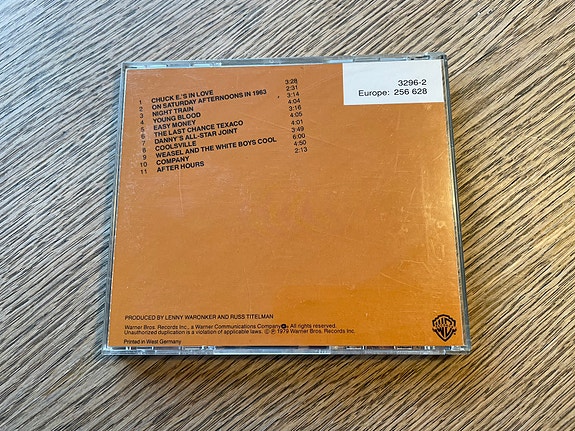 3296-2
Europe: 256 628
1 CHUCK E.'S IN LOVE 3:28
2 ON SATURDAY AFTERNOONS IN 1963 2:31
3 NIGHT TRAIN 3:14
4 YOUNG BLOOD 4:04
5 EASY MONEY 3:16
6 THE LAST CHANCE TEXACO 4:05
7 DANNY'S ALL-STAR JOINT 4:01
8 COOLSVILLE 3:49
9 WEASEL AND THE WHITE BOYS COOL 6:00
10 COMPANY 4:50
11 AFTER HOURS 2:13
PRODUCED BY LENNY WARONKER AND RUSS TITELMAN
Warner Bros. Records Inc., a Warner Communications Company. All rights reserved.
Unauthorized duplication is a violation of applicable laws. © ℗ 1979 Warner Bros. Records Inc.
Printed in West Germany
WB